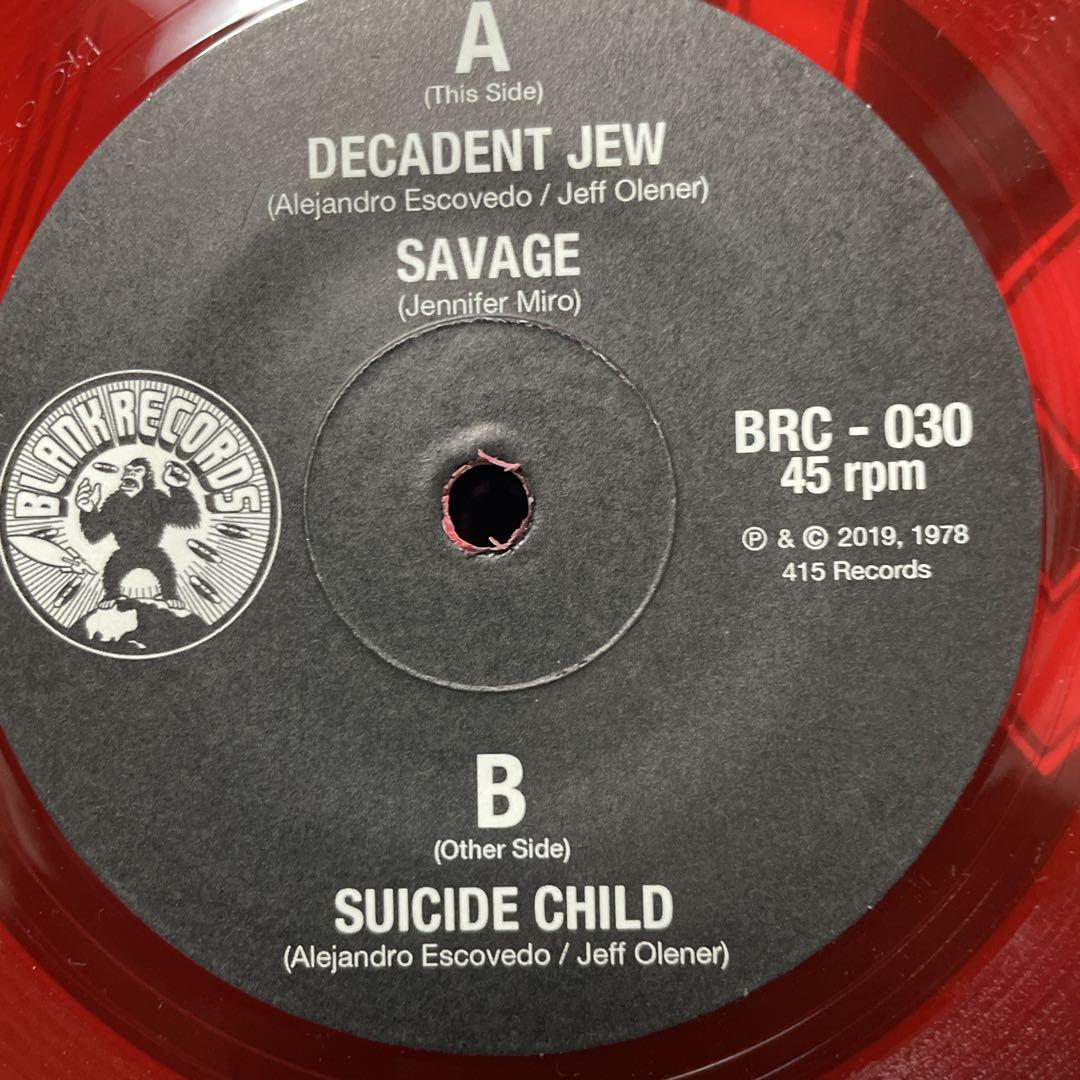 A
(This Side)
DECADENT JEW
(Alejandro Escovedo / Jeff Olener)
SAVAGE
(Jennifer Miro)
BLANK RECORDS
BRC - 030
45 rpm
℗ & © 2019, 1978
415 Records
B
(Other Side)
SUICIDE CHILD
(Alejandro Escovedo / Jeff Olener)